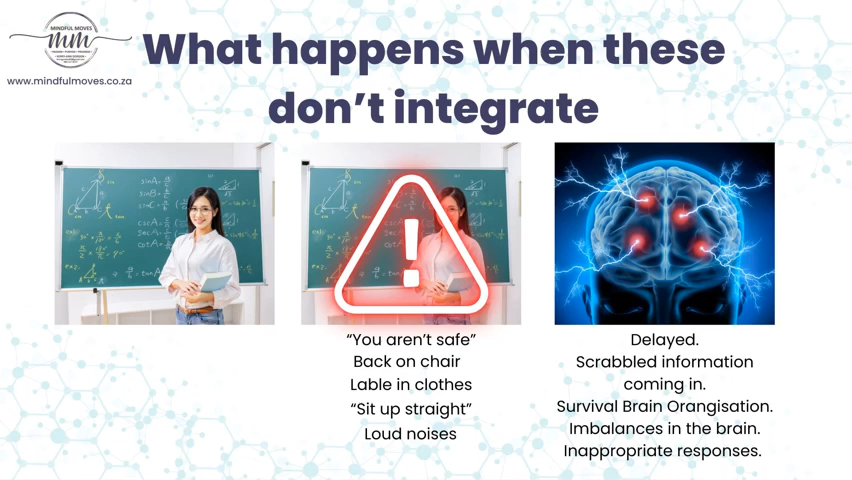 MINDFUL MOVES
mm
www.mindfulmoves.co.za
What happens when these
don’t integrate
“You aren’t safe”
Back on chair
Lable in clothes
“Sit up straight”
Loud noises
Delayed.
Scrabbled information
coming in.
Survival Brain Orangisation.
Imbalances in the brain.
Inappropriate responses.